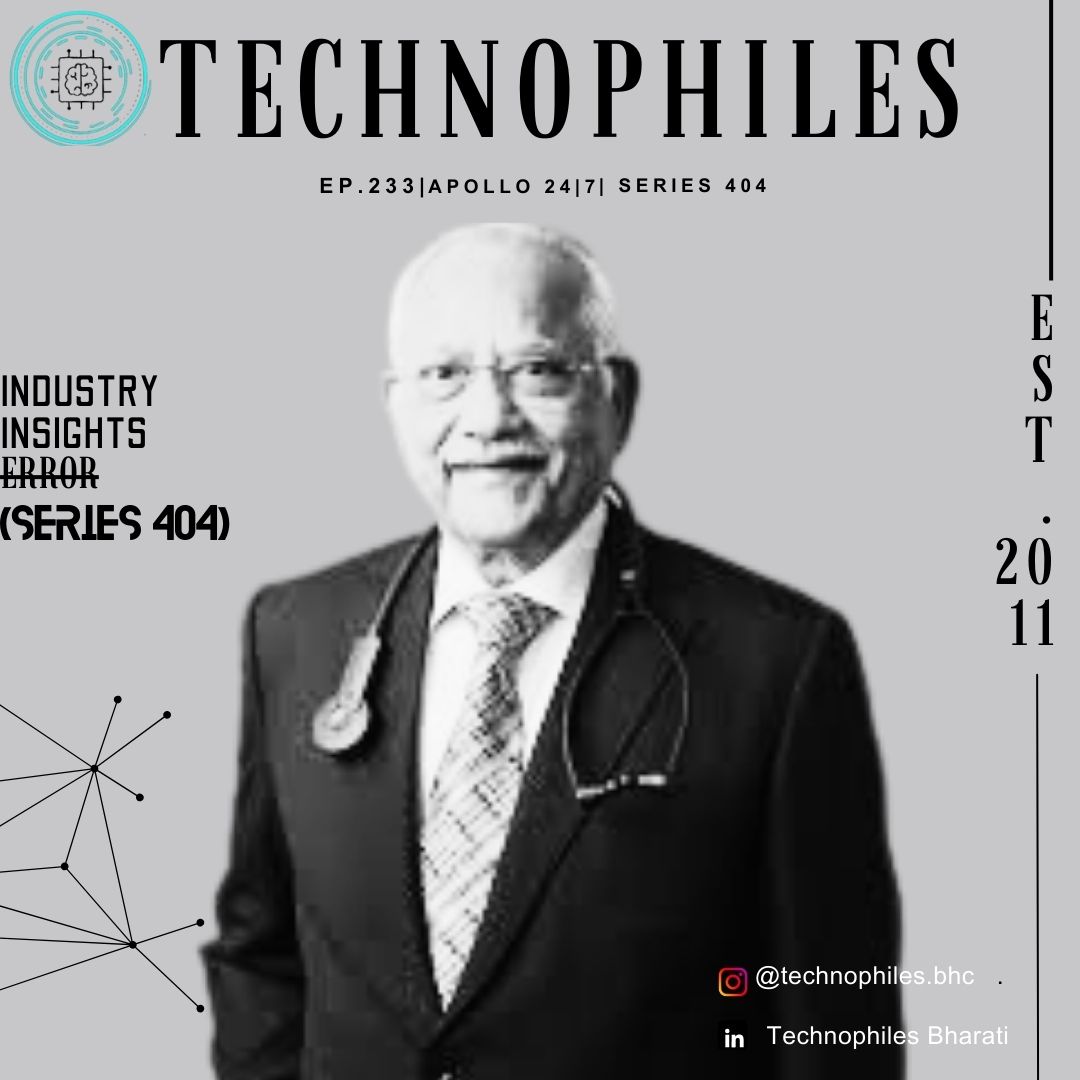 TECHNOPHILES
EP.233|APOLLO 24|7| SERIES 404
INDUSTRY
INSIGHTS
ERROR
(SERIES 404)
E
S
T
.
20
11
@technophiles.bhc .
in Technophiles Bharati